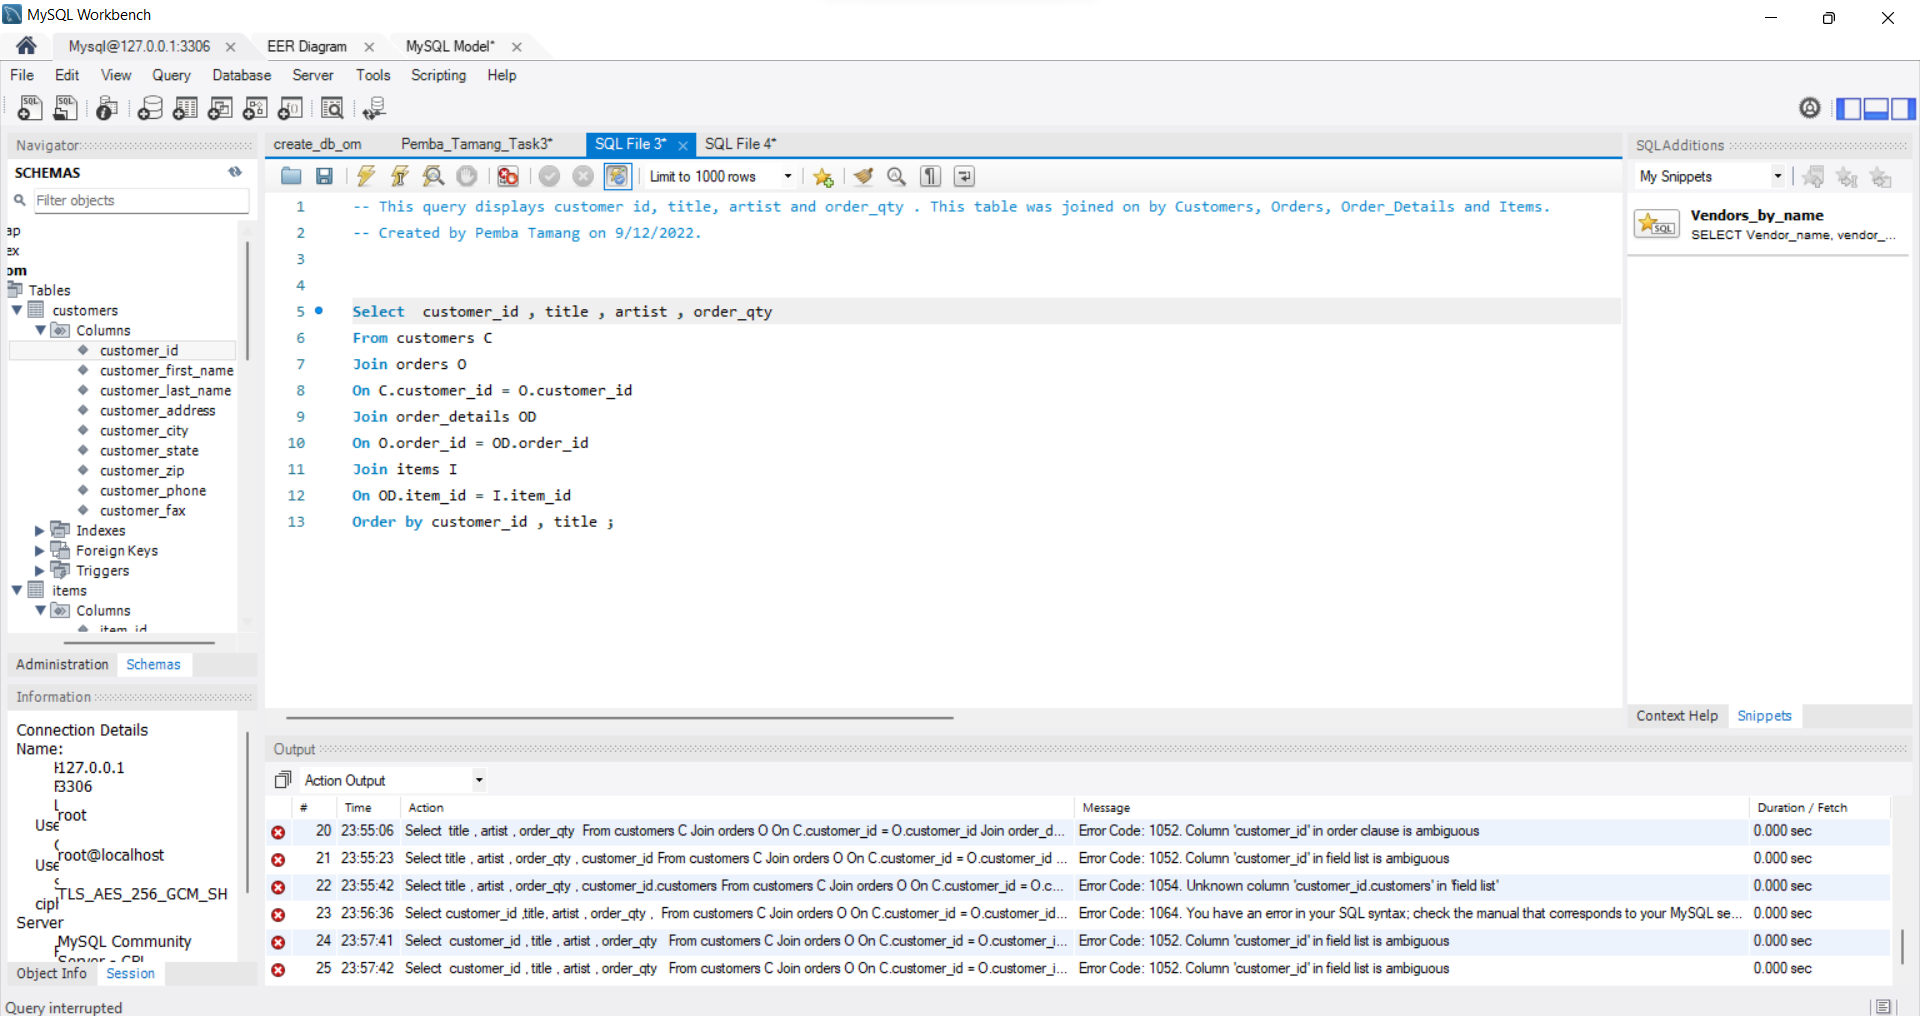 MySQL Workbench
Mysql@127.0.0.1:3306 EER Diagram MySQL Model*
File Edit View Query Database Server Tools Scripting Help
Navigator
SCHEMAS
Filter objects
ap
ex
om
Tables
customers
Columns
customer_id
customer_first_name
customer_last_name
customer_address
customer_city
customer_state
customer_zip
customer_phone
customer_fax
Indexes
Foreign Keys
Triggers
items
Columns
item_id
Administration Schemas
Information
Connection Details
Name:
127.0.0.1
3306
root
Use
root@localhost
Use
TLS_AES_256_GCM_SH
ciph
Server
MySQL Community
Server - GPL
Object Info Session
Query interrupted
create_db_om Pemba_Tamang_Task3* SQL File 3* SQL File 4*
Limit to 1000 rows
1 -- This query displays customer id, title, artist and order_qty . This table was joined on by Customers, Orders, Order_Details and Items.
2 -- Created by Pemba Tamang on 9/12/2022.
3
4
5 Select customer_id , title , artist , order_qty
6 From customers C
7 Join orders O
8 On C.customer_id = O.customer_id
9 Join order_details OD
10 On O.order_id = OD.order_id
11 Join items I
12 On OD.item_id = I.item_id
13 Order by customer_id , title ;
SQLAdditions
My Snippets
SQL
Vendors_by_name
SELECT Vendor_name, vendor_...
Context Help Snippets
Output
Action Output
# Time Action Message Duration / Fetch
20 23:55:06 Select title , artist , order_qty From customers C Join orders O On C.customer_id = O.customer_id Join order_d... Error Code: 1052. Column 'customer_id' in order clause is ambiguous 0.000 sec
21 23:55:23 Select title , artist , order_qty , customer_id From customers C Join orders O On C.customer_id = O.customer_id ... Error Code: 1052. Column 'customer_id' in field list is ambiguous 0.000 sec
22 23:55:42 Select title , artist , order_qty , customer_id.customers From customers C Join orders O On C.customer_id = O.c... Error Code: 1054. Unknown column 'customer_id.customers' in 'field list' 0.000 sec
23 23:56:36 Select customer_id ,title, artist , order_qty , From customers C Join orders O On C.customer_id = O.customer_id... Error Code: 1064. You have an error in your SQL syntax; check the manual that corresponds to your MySQL se... 0.000 sec
24 23:57:41 Select customer_id , title , artist , order_qty From customers C Join orders O On C.customer_id = O.customer_i... Error Code: 1052. Column 'customer_id' in field list is ambiguous 0.000 sec
25 23:57:42 Select customer_id , title , artist , order_qty From customers C Join orders O On C.customer_id = O.customer_i... Error Code: 1052. Column 'customer_id' in field list is ambiguous 0.000 sec